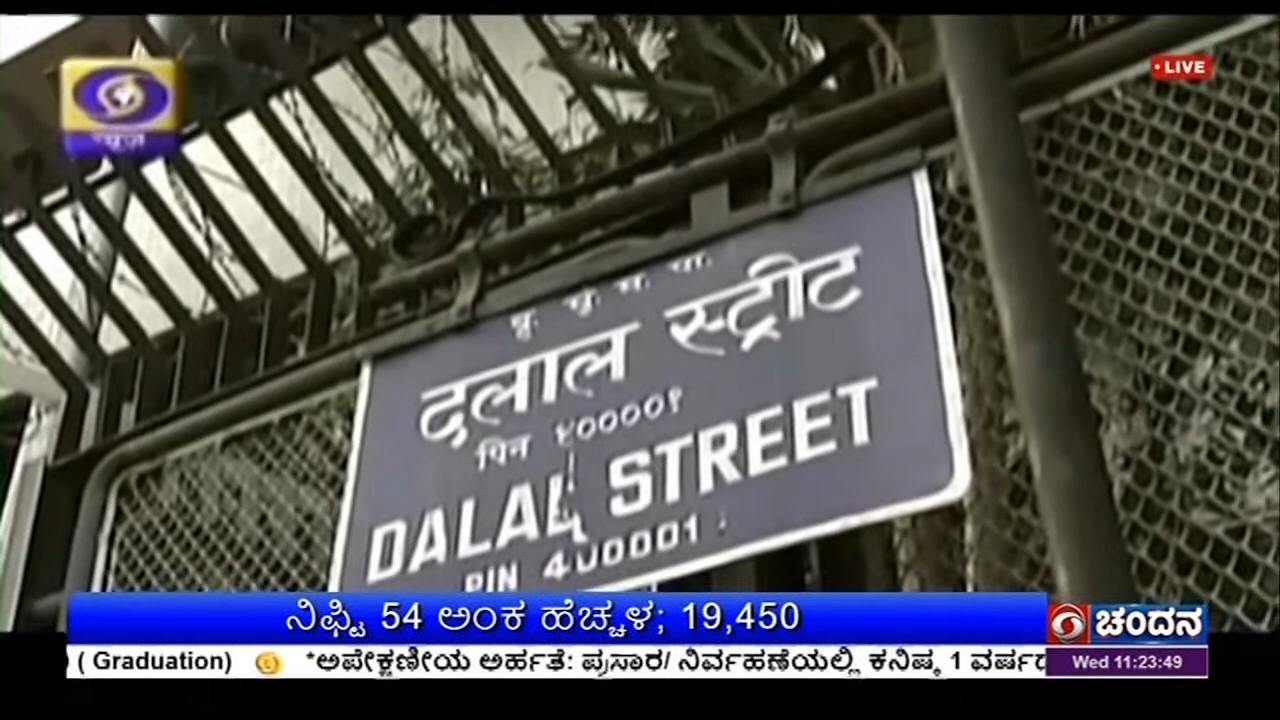 न्यूज़
• LIVE
बृ. मुं. म. पा.
दलाल स्ट्रीट
पिन ४००००१
DALAL STREET
PIN 400001
ನಿಫ್ಟಿ 54 ಅಂಕ ಹೆಚ್ಚಳ; 19,450
ಚಂದನ
( Graduation) *ಅಪೇಕ್ಷಣೀಯ ಅರ್ಹತೆ: ಪ್ರಸಾರ/ ನಿರ್ವಹಣೆಯಲ್ಲಿ ಕನಿಷ್ಠ 1
Wed 11:23:49